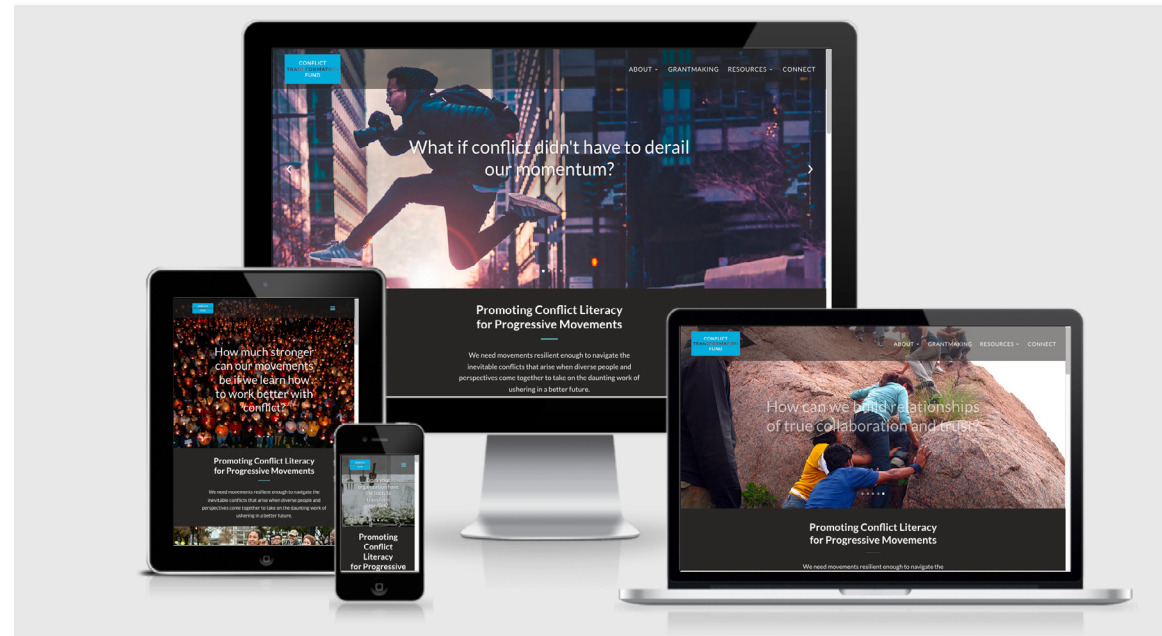 CONFLICT
TRANSFORMATION
FUND
ABOUT GRANTMAKING RESOURCES CONNECT
What if conflict didn't have to derail
our momentum?
Promoting Conflict Literacy
for Progressive Movements
We need movements resilient enough to navigate the
inevitable conflicts that arise when diverse people and
perspectives come together to take on the daunting work of
ushering in a better future.
How much stronger
can our movements
be if we learn how
to work better with
conflict?
Promoting Conflict Literacy
for Progressive Movements
We need movements resilient enough to navigate the
inevitable conflicts that arise when diverse people and
perspectives come together to take on the daunting work of
ushering in a better future.
Promoting
Conflict
Literacy
for Progressive
CONFLICT
TRANSFORMATION
FUND
ABOUT GRANTMAKING RESOURCES CONNECT
How can we build relationships
of true collaboration and trust?
Promoting Conflict Literacy
for Progressive Movements
We need movements resilient enough to navigate the